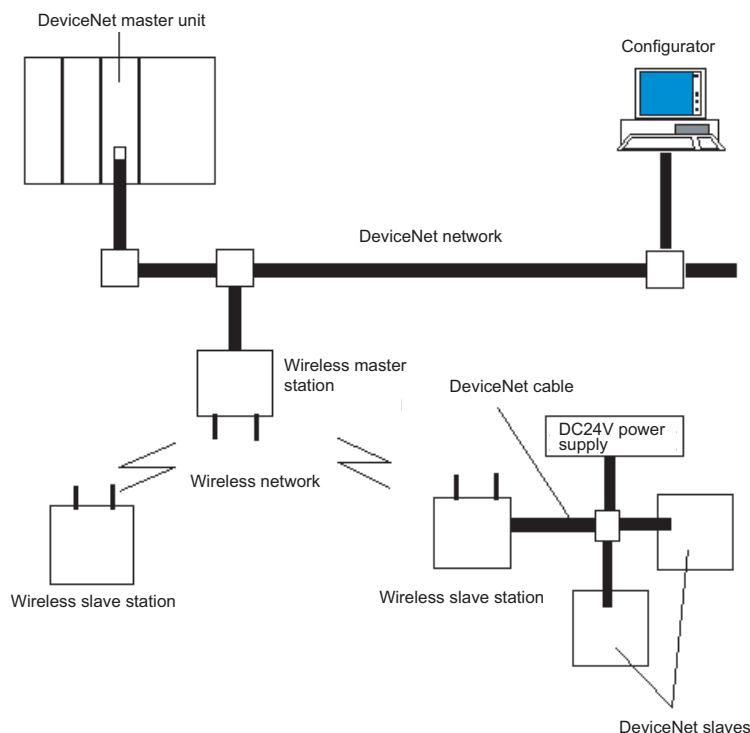 DeviceNet master unit
Configurator
DeviceNet network
Wireless master
station
DeviceNet cable
DC24V power
supply
Wireless network
Wireless slave station
Wireless slave station
DeviceNet slaves